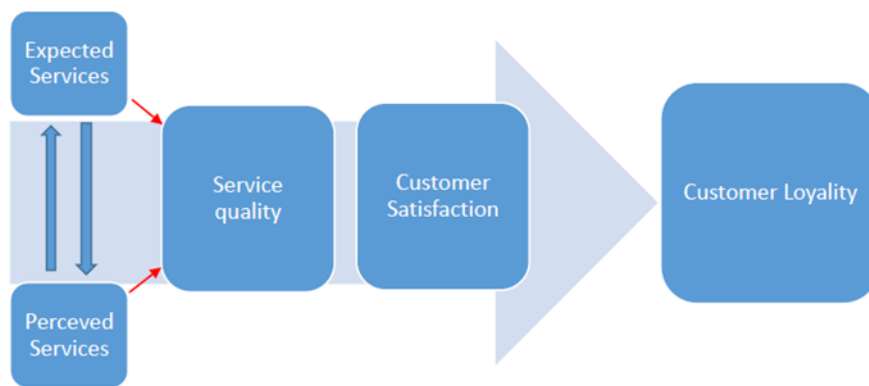 Expected
Services
Service
quality
Customer
Satisfaction
Customer Loyality
Perceved
Services